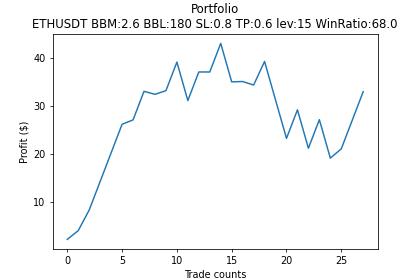 Portfolio
ETHUSDT BBM:2.6 BBL:180 SL:0.8 TP:0.6 lev:15 WinRatio:68.0
Profit ($)
40
30
20
10
0 5 10 15 20 25
Trade counts